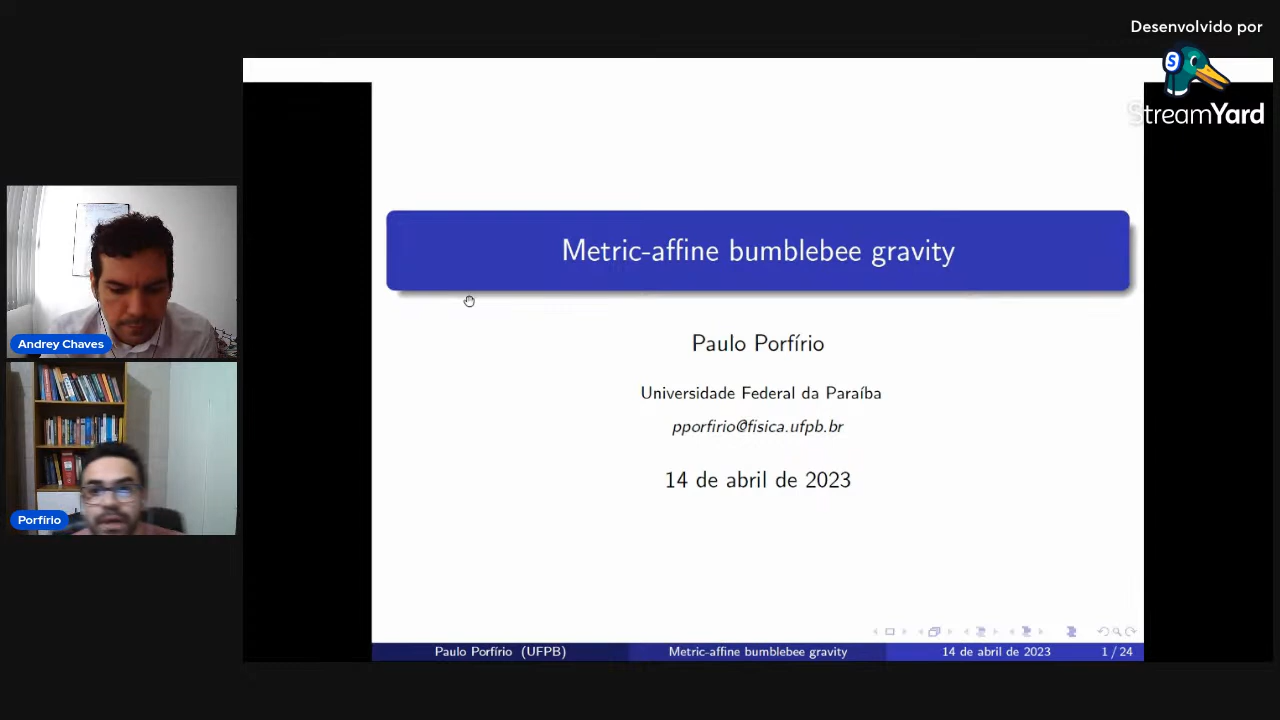 Desenvolvido por
StreamYard
Metric-affine bumblebee gravity
Paulo Porfírio
Universidade Federal da Paraíba
pporfirio@fisica.ufpb.br
14 de abril de 2023
Andrey Chaves
Porfírio
Paulo Porfírio (UFPB) Metric-affine bumblebee gravity 14 de abril de 2023 1 / 24